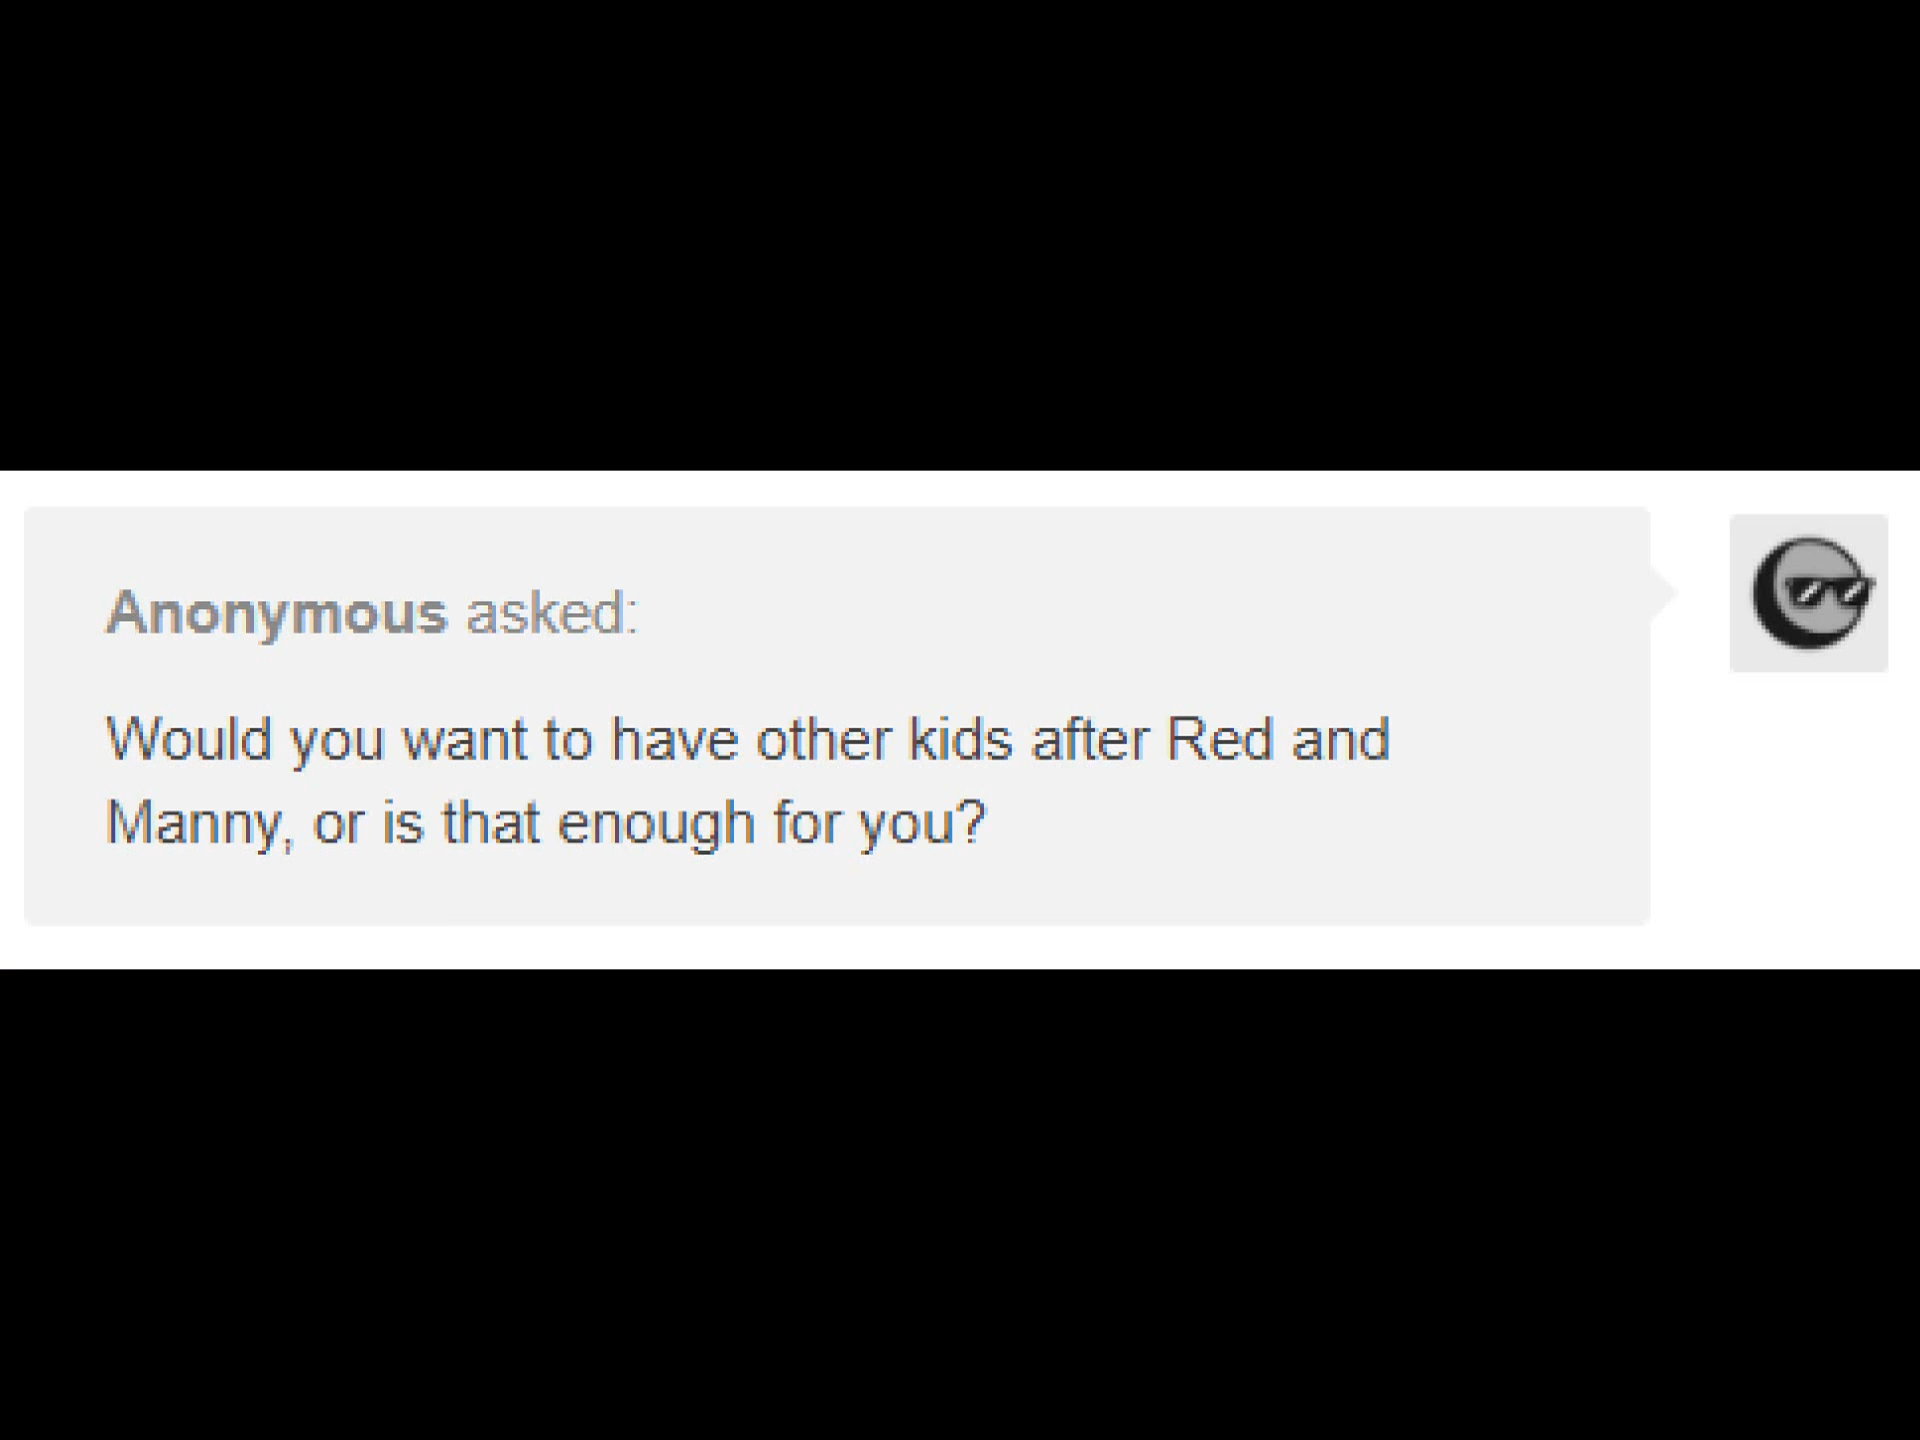 Anonymous asked:
Would you want to have other kids after Red and
Manny, or is that enough for you?